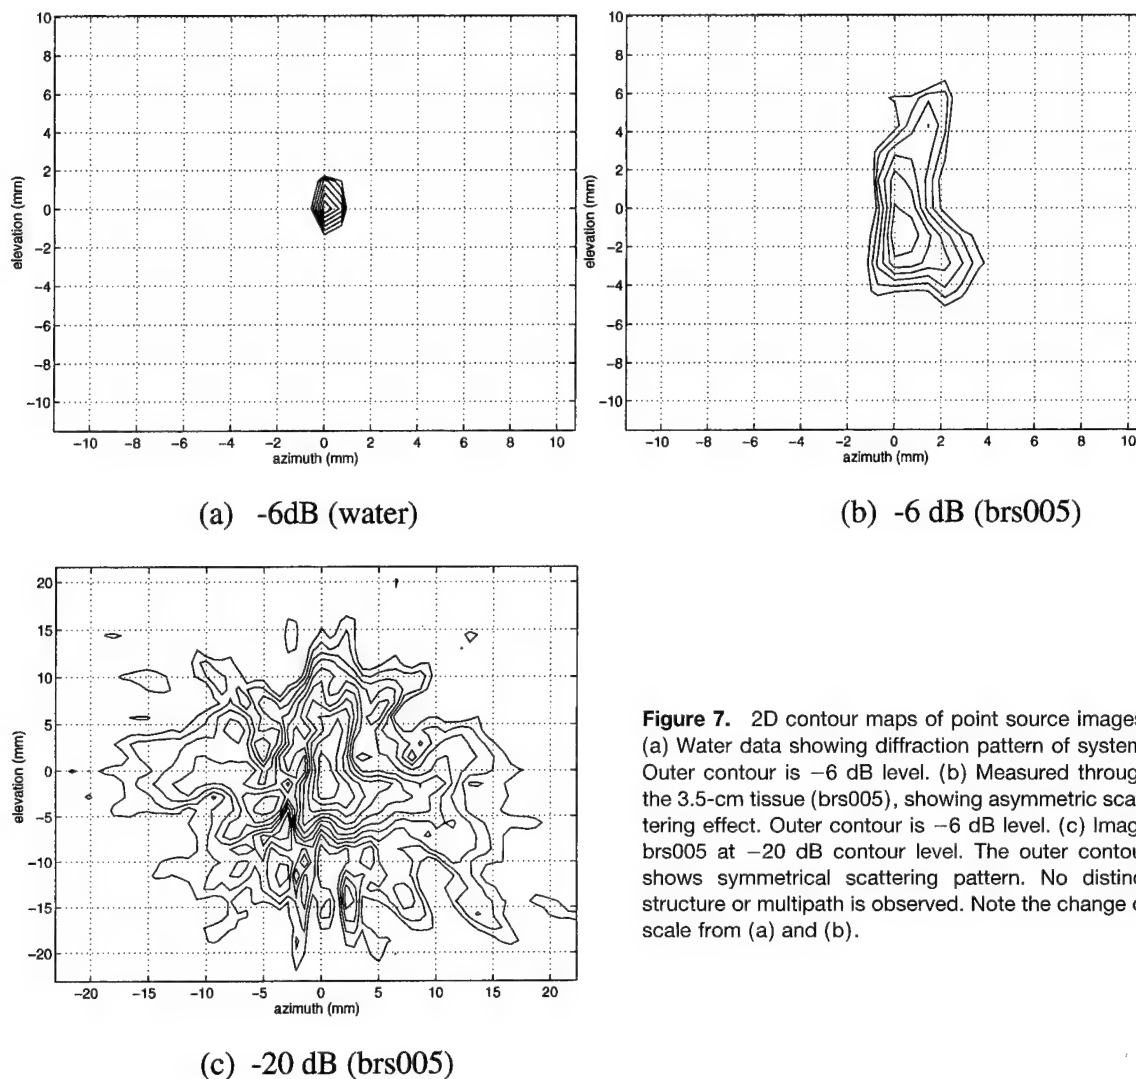 10
8
6
4
2
0
−2
−4
−6
−8
−10
elevation (mm)
−10 −8 −6 −4 −2 0 2 4 6 8 10
azimuth (mm)
(a) -6dB (water)
10
8
6
4
2
0
−2
−4
−6
−8
−10
elevation (mm)
−10 −8 −6 −4 −2 0 2 4 6 8 10
azimuth (mm)
(b) -6 dB (brs005)
20
15
10
5
0
−5
−10
−15
−20
elevation (mm)
−20 −15 −10 −5 0 5 10 15 20
azimuth (mm)
(c) -20 dB (brs005)
Figure 7. 2D contour maps of point source images
(a) Water data showing diffraction pattern of system
Outer contour is −6 dB level. (b) Measured throug
the 3.5-cm tissue (brs005), showing asymmetric sca
tering effect. Outer contour is −6 dB level. (c) Imag
brs005 at −20 dB contour level. The outer contou
shows symmetrical scattering pattern. No distinc
structure or multipath is observed. Note the change o
scale from (a) and (b).